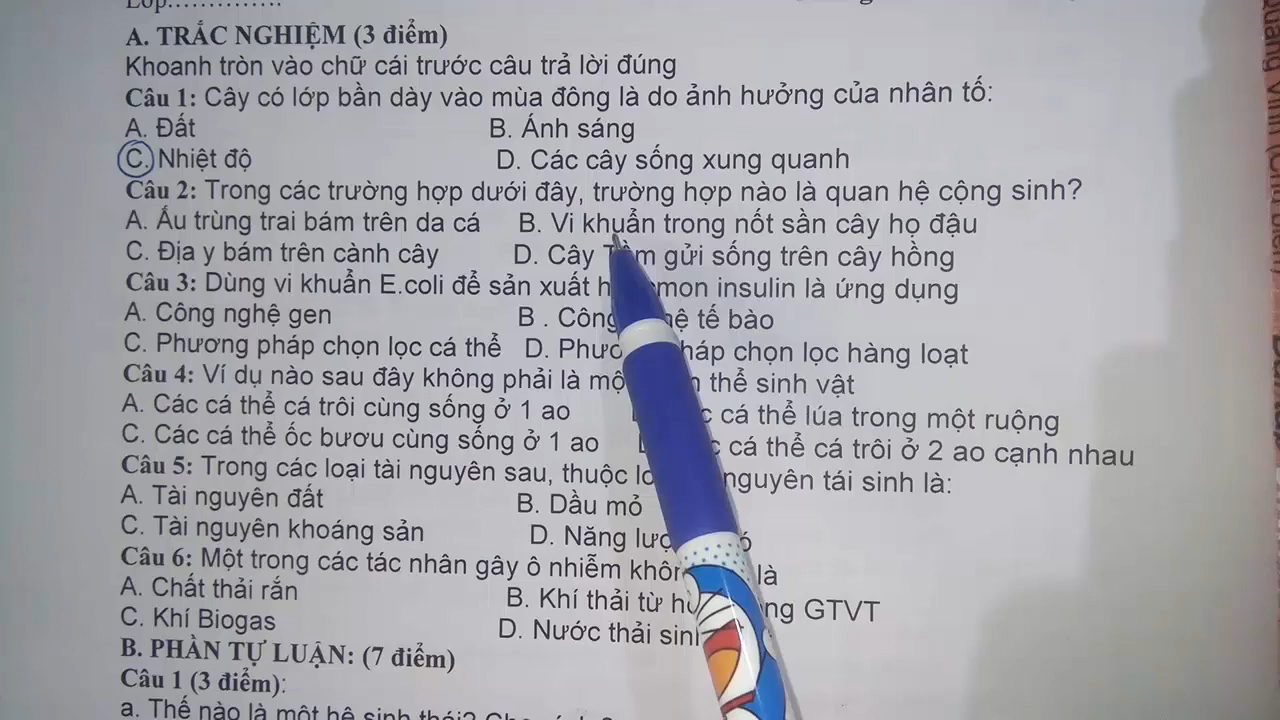 Lớp..............
A. TRẮC NGHIỆM (3 điểm)
Khoanh tròn vào chữ cái trước câu trả lời đúng
Câu 1: Cây có lớp bần dày vào mùa đông là do ảnh hưởng của nhân tố:
A. Đất B. Ánh sáng
C. Nhiệt độ D. Các cây sống xung quanh
Câu 2: Trong các trường hợp dưới đây, trường hợp nào là quan hệ cộng sinh?
A. Ấu trùng trai bám trên da cá B. Vi khuẩn trong nốt sần cây họ đậu
C. Địa y bám trên cành cây D. Cây gửi sống trên cây hồng
Câu 3: Dùng vi khuẩn E.coli để sản xuất insulin là ứng dụng
A. Công nghệ gen B . Công tế bào
C. Phương pháp chọn lọc cá thể D. chọn lọc hàng loạt
Câu 4: Ví dụ nào sau đây không phải là thể sinh vật
A. Các cá thể cá trôi cùng sống ở 1 ao cá thể lúa trong một ruộng
C. Các cá thể ốc bươu cùng sống ở 1 ao cá thể cá trôi ở 2 ao cạnh nhau
Câu 5: Trong các loại tài nguyên sau, thuộc nguyên tái sinh là:
A. Tài nguyên đất B. Dầu mỏ
C. Tài nguyên khoáng sản D. Năng
Câu 6: Một trong các tác nhân gây ô nhiễm là
A. Chất thải rắn B. Khí thải từ GTVT
C. Khí Biogas D. Nước thải
B. PHẦN TỰ LUẬN: (7 điểm)
Câu 1 (3 điểm):
a. Thế nào là một hệ sinh thái?